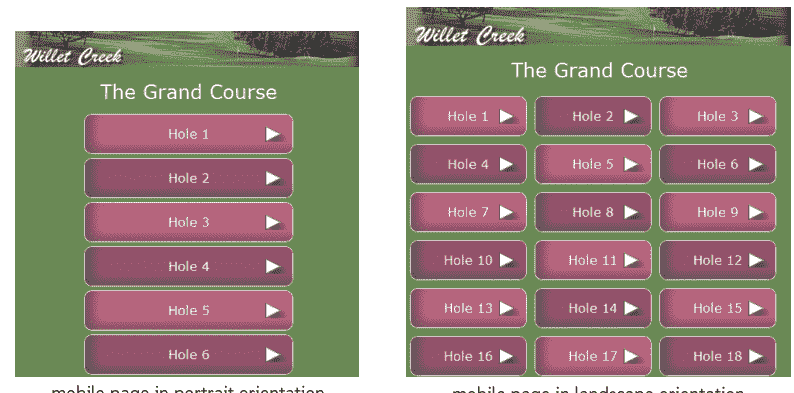 Willet Creek
The Grand Course
Hole 1
Hole 2
Hole 3
Hole 4
Hole 5
Hole 6
mobile page in portrait orientation
Willet Creek
The Grand Course
Hole 1 Hole 2 Hole 3
Hole 4 Hole 5 Hole 6
Hole 7 Hole 8 Hole 9
Hole 10 Hole 11 Hole 12
Hole 13 Hole 14 Hole 15
Hole 16 Hole 17 Hole 18
mobile page in landscape orientation